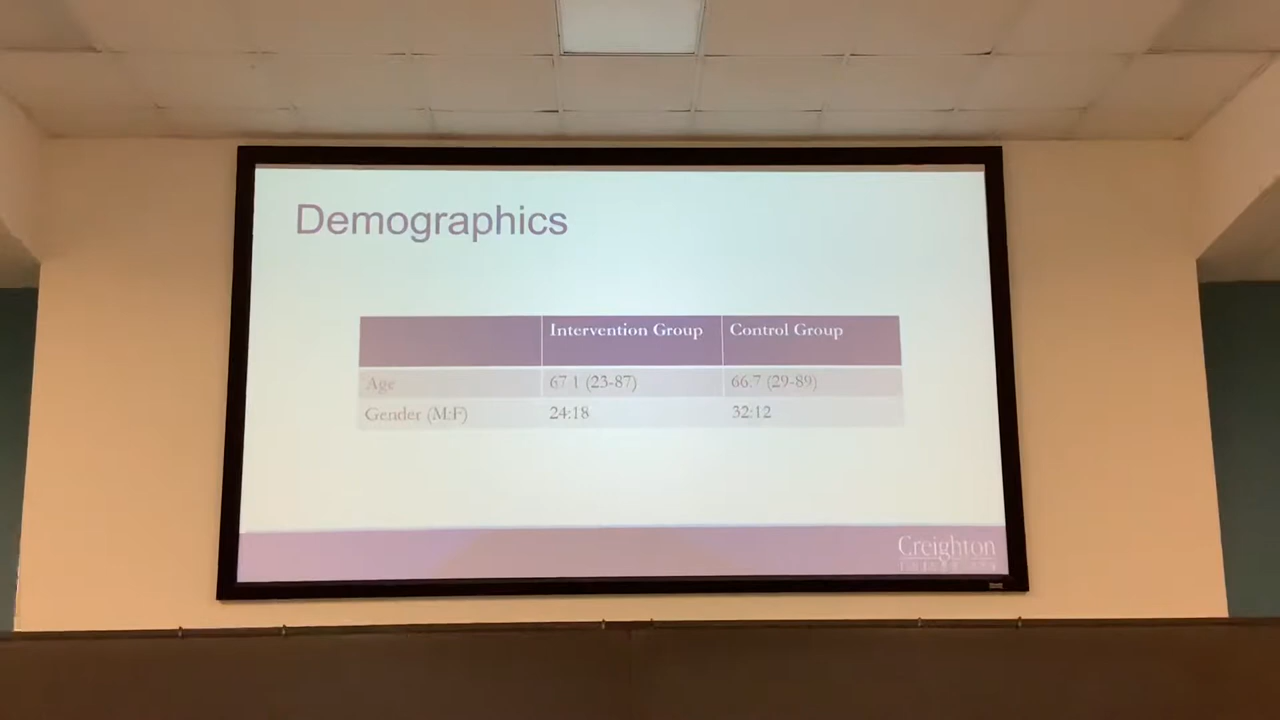 Demographics
Intervention Group Control Group
Age 67.1 (23-87) 66.7 (29-89)
Gender (M:F) 24:18 32:12
Creighton
UNIVERSITY